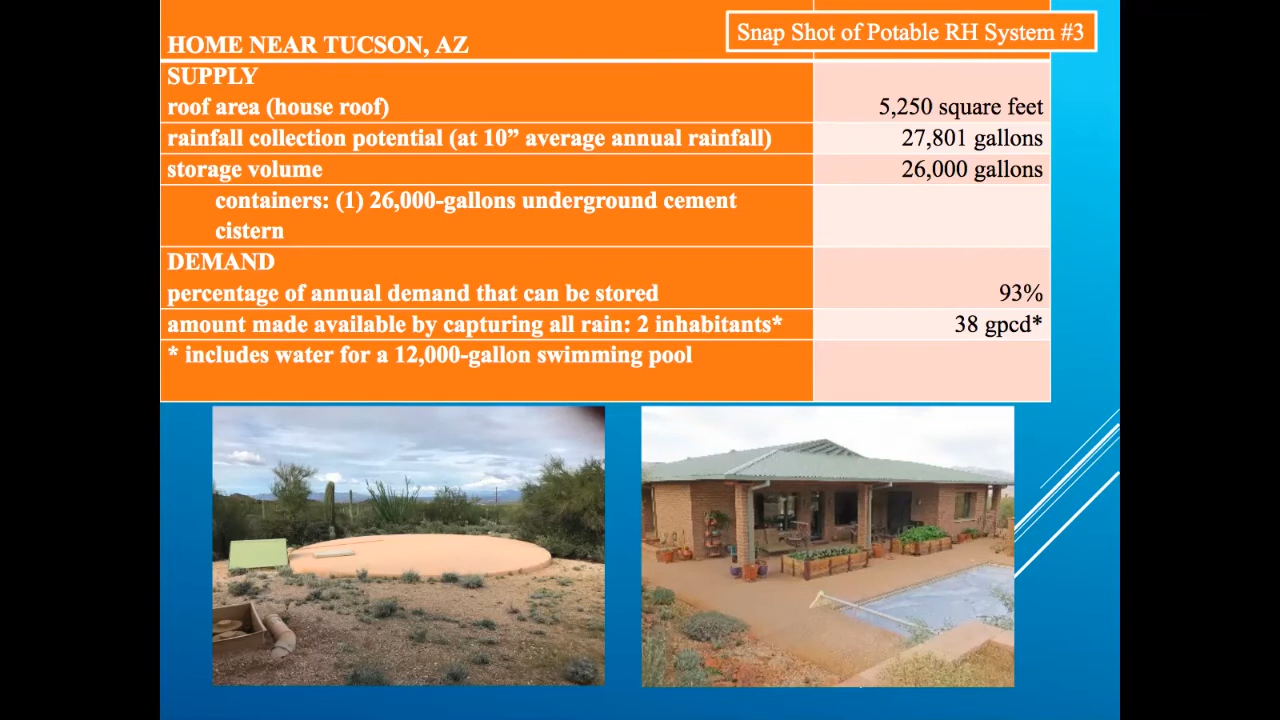 Snap Shot of Potable RH System #3
HOME NEAR TUCSON, AZ
SUPPLY
roof area (house roof) 5,250 square feet
rainfall collection potential (at 10” average annual rainfall) 27,801 gallons
storage volume 26,000 gallons
containers: (1) 26,000-gallons underground cement
cistern
DEMAND
percentage of annual demand that can be stored 93%
amount made available by capturing all rain: 2 inhabitants* 38 gpcd*
* includes water for a 12,000-gallon swimming pool